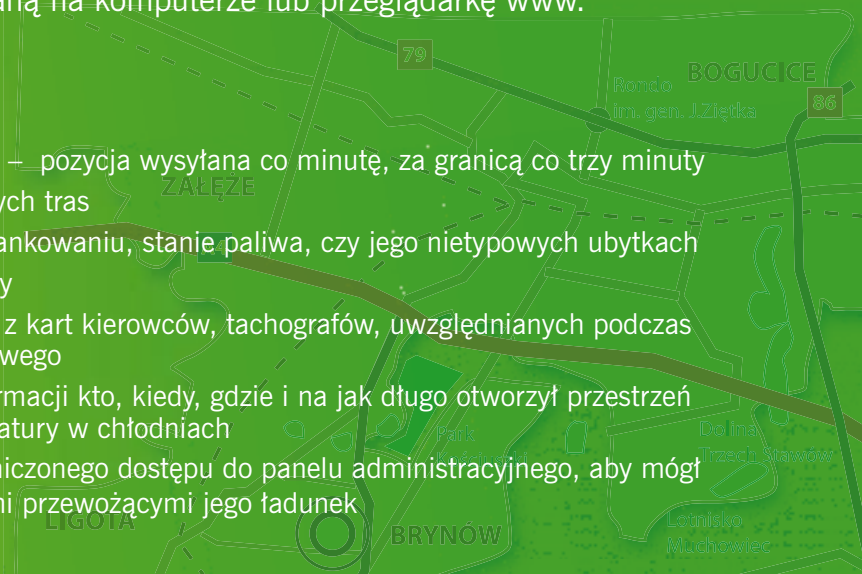 na komputerze lub przeglądarkę www.
79
BOGUCICE
Rondo
im. gen. J.Ziętka
86
– pozycja wysyłana co minutę, za granicą co trzy minuty
ZAŁĘŻE
ych tras
ankowaniu, stanie paliwa, czy jego nietypowych ubytkach
y
z kart kierowców, tachografów, uwzględnianych podczas
wego
rmacji kto, kiedy, gdzie i na jak długo otworzył przestrzeń
atury w chłodniach
Park
Dolina
Trzech Stawów
niczonego dostępu do panelu administracyjnego, aby mógł
ni przewożącymi jego ładunek
LIGOTA
BRYNÓW
Lotnisko
Muchowiec